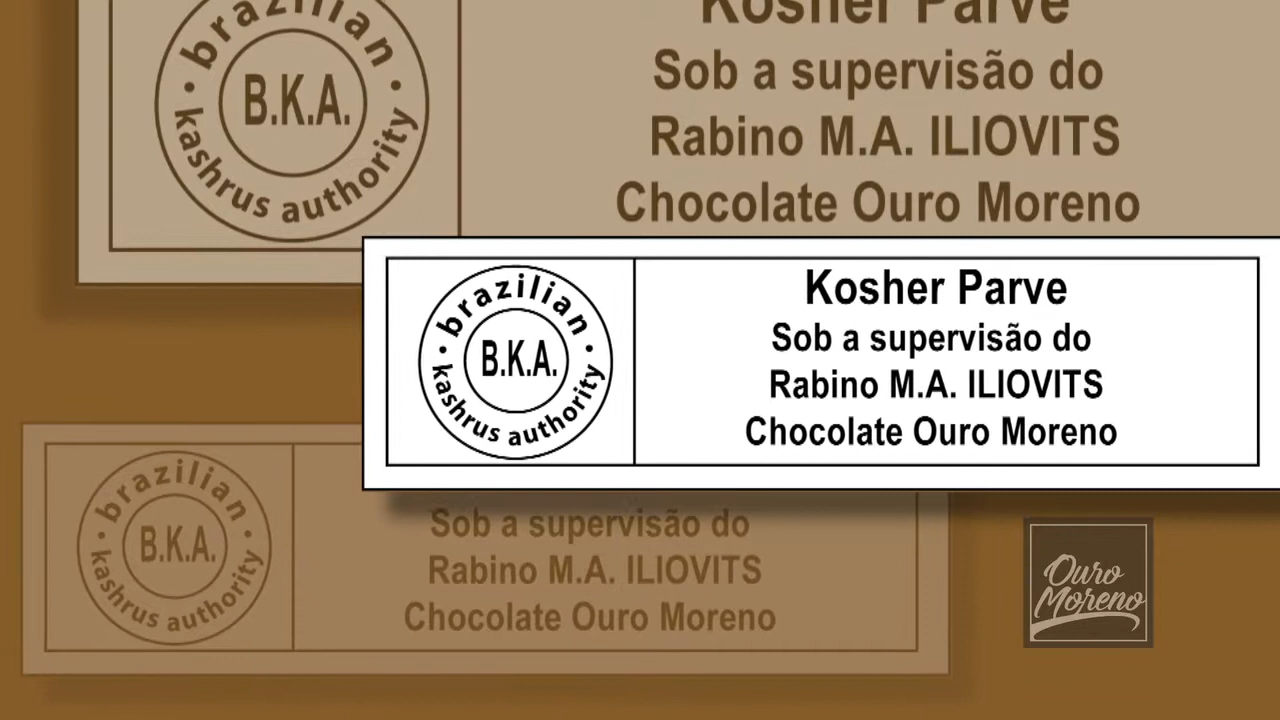 brazilian
B.K.A.
kashrus authority
Kosher Parve
Sob a supervisão do
Rabino M.A. ILIOVITS
Chocolate Ouro Moreno
brazilian
B.K.A.
kashrus authority
Kosher Parve
Sob a supervisão do
Rabino M.A. ILIOVITS
Chocolate Ouro Moreno
brazilian
B.K.A.
kashrus authority
Sob a supervisão do
Rabino M.A. ILIOVITS
Chocolate Ouro Moreno
Ouro
Moreno